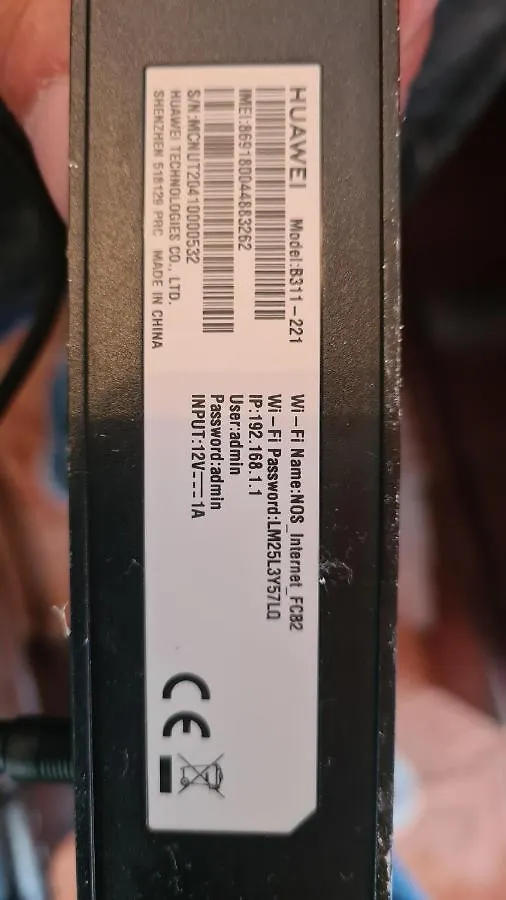 HUAWEI Model:B311-221
IMEI:869180044883262
S/N:MCNUT20410000532
HUAWEI TECHNOLOGIES CO., LTD.
SHENZHEN 518129 PRC MADE IN CHINA
Wi-Fi Name:NOS_Internet_FC82
Wi-Fi Password:LM25L3Y57LQ
IP:192.168.1.1
User:admin
Password:admin
INPUT:12V⎓1A
CE